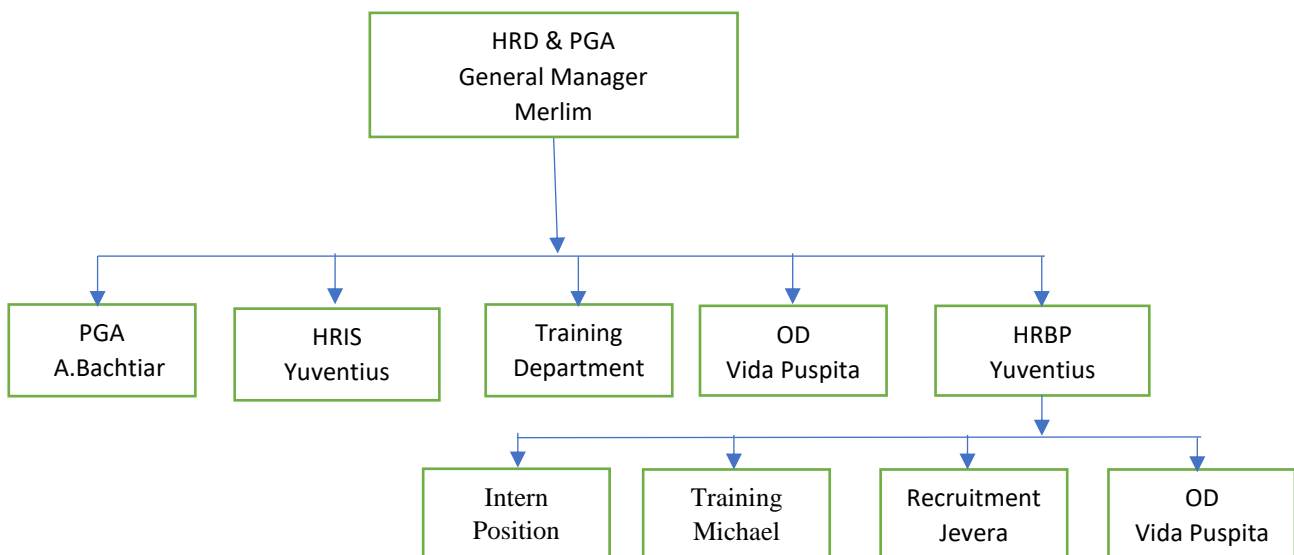 HRD & PGA
General Manager
Merlim
PGA
A.Bachtiar
HRIS
Yuventius
Training
Department
OD
Vida Puspita
HRBP
Yuventius
Intern
Position
Training
Michael
Recruitment
Jevera
OD
Vida Puspita